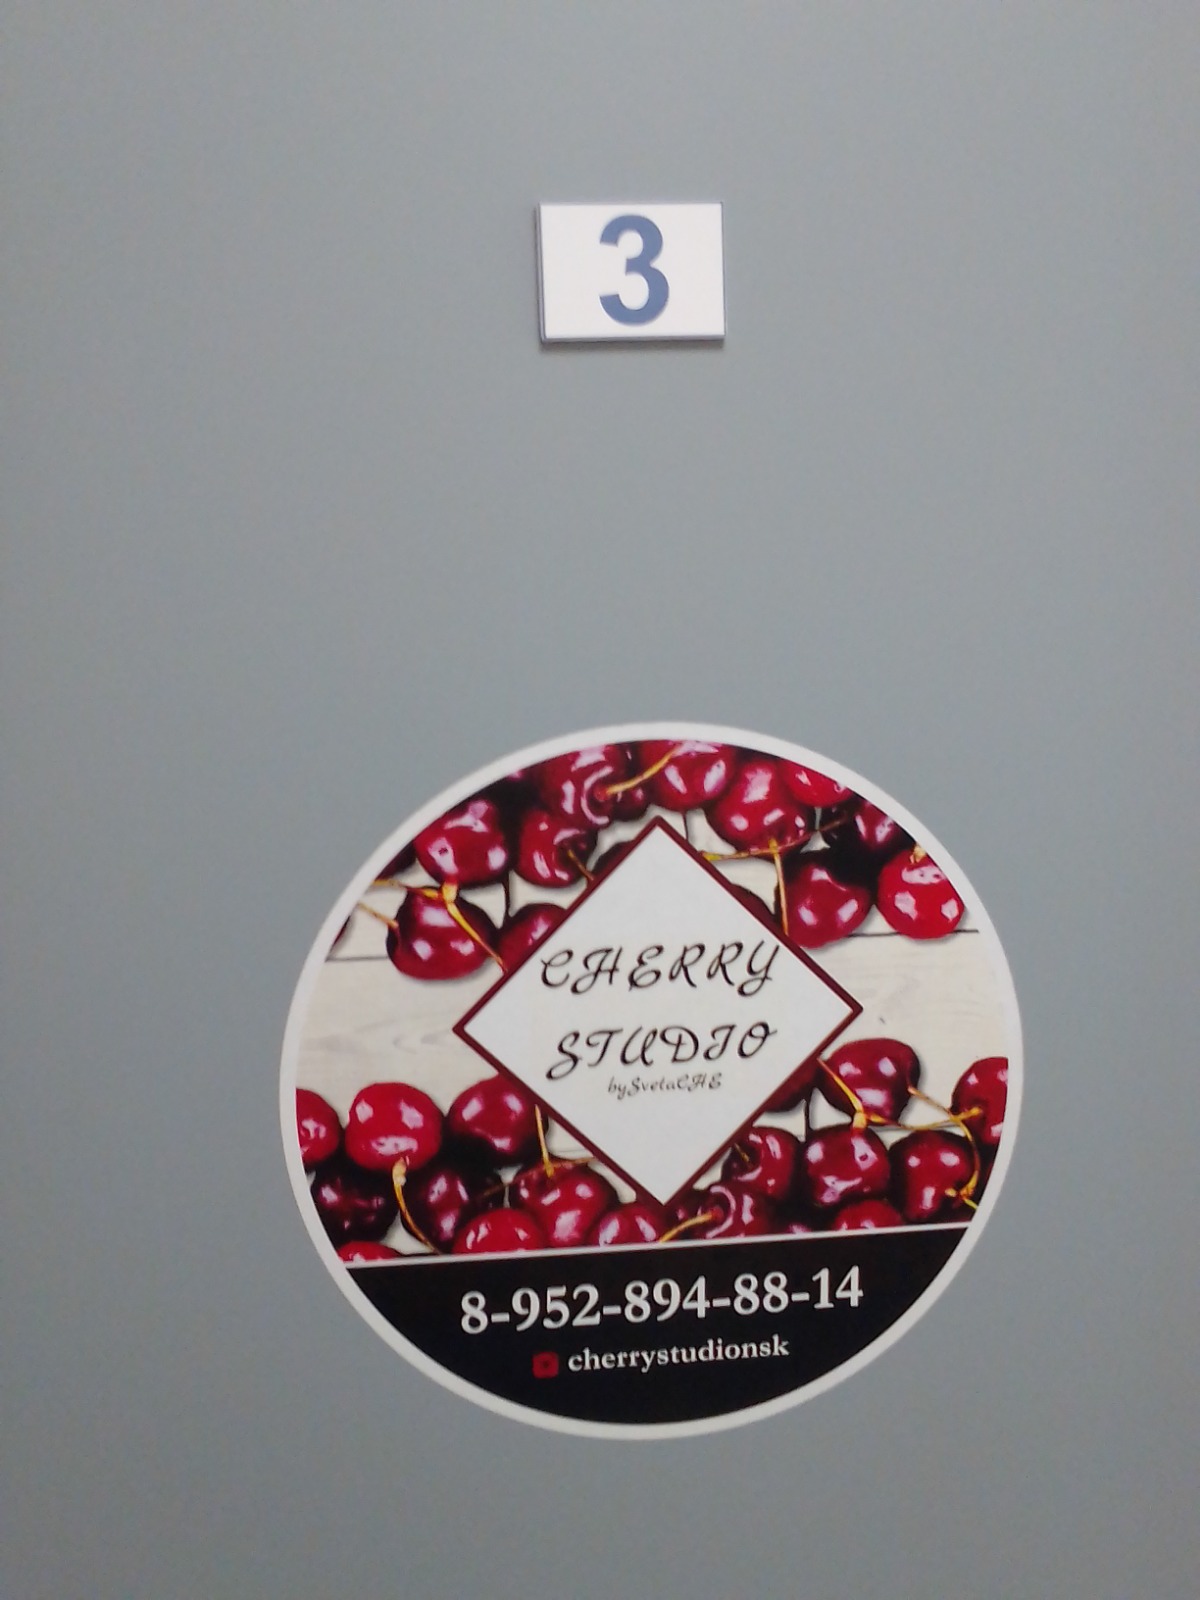 3
CHERRY
STUDIO
bySvetaCHE
8-952-894-88-14
cherrystudionsk